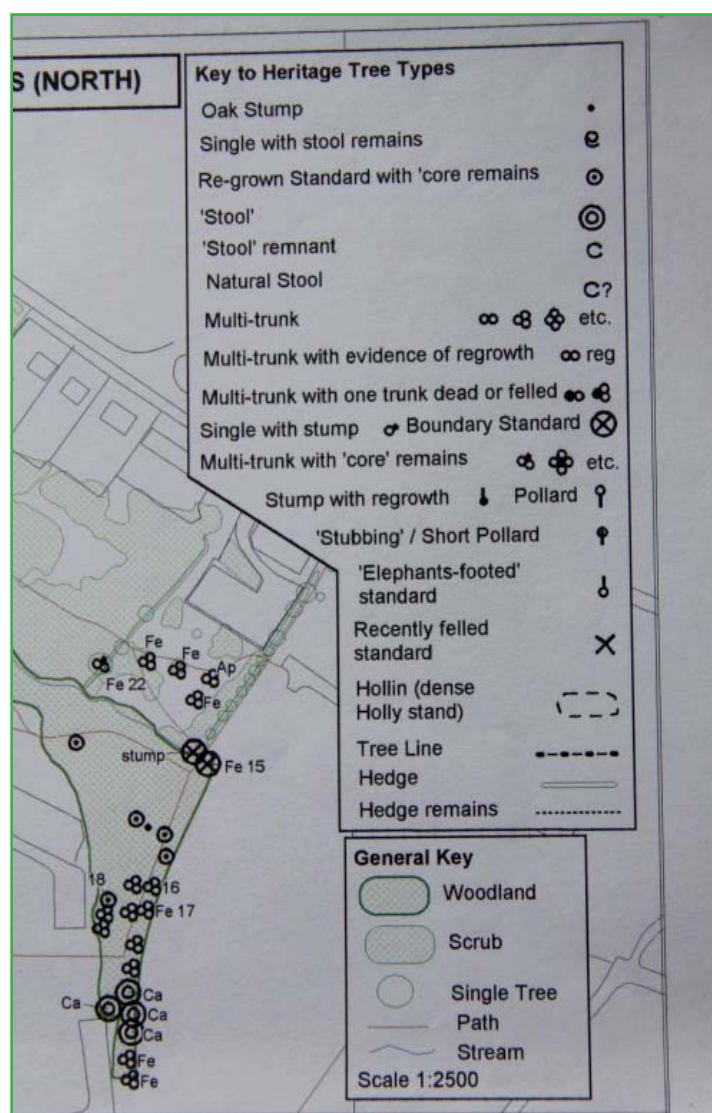 S (NORTH)
Key to Heritage Tree Types
Oak Stump
Single with stool remains
Re-grown Standard with 'core remains
'Stool'
'Stool' remnant
C
Natural Stool
C?
Multi-trunk
etc.
Multi-trunk with evidence of regrowth
reg
Multi-trunk with one trunk dead or felled
Single with stump
Boundary Standard
Multi-trunk with 'core' remains
etc.
Stump with regrowth
Pollard
'Stubbing' / Short Pollard
'Elephants-footed'
standard
Recently felled
standard
Hollin (dense
Holly stand)
Tree Line
Hedge
Hedge remains
General Key
Woodland
Scrub
Single Tree
Path
Stream
Scale 1:2500
Fe
Fe
Ap
Fe 22
Fe
stump
Fe 15
18
16
Fe 17
Ca
Ca
Ca
Ca
Fe
Fe